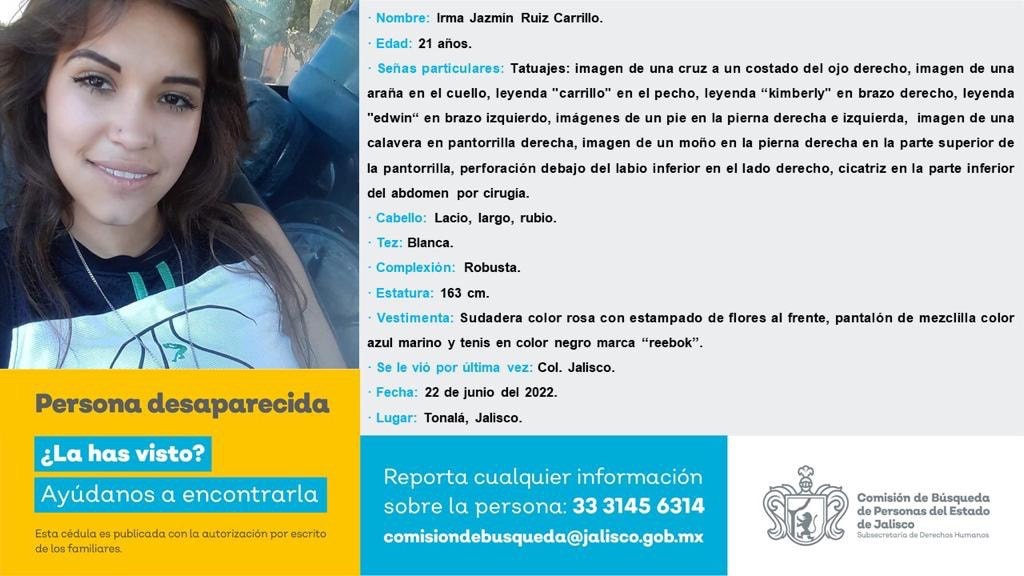 · Nombre: Irma Jazmín Ruiz Carrillo.
· Edad: 21 años.
· Señas particulares: Tatuajes: imagen de una cruz a un costado del ojo derecho, imagen de una
araña en el cuello, leyenda "carrillo" en el pecho, leyenda “kimberly" en brazo derecho, leyenda
"edwin“ en brazo izquierdo, imágenes de un pie en la pierna derecha e izquierda, imagen de una
calavera en pantorrilla derecha, imagen de un moño en la pierna derecha en la parte superior de
la pantorrilla, perforación debajo del labio inferior en el lado derecho, cicatriz en la parte inferior
del abdomen por cirugía.
· Cabello: Lacio, largo, rubio.
· Tez: Blanca.
· Complexión: Robusta.
· Estatura: 163 cm.
· Vestimenta: Sudadera color rosa con estampado de flores al frente, pantalón de mezclilla color
azul marino y tenis en color negro marca “reebok”.
· Se le vió por última vez: Col. Jalisco.
· Fecha: 22 de junio del 2022.
· Lugar: Tonalá, Jalisco.
Persona desaparecida
¿La has visto?
Ayúdanos a encontrarla
Esta cédula es publicada con la autorización por escrito
de los familiares.
Reporta cualquier información
sobre la persona: 33 3145 6314
comisiondebusqueda@jalisco.gob.mx
Comisión de Búsqueda
de Personas del Estado
de Jalisco
Subsecretaría de Derechos Humanos